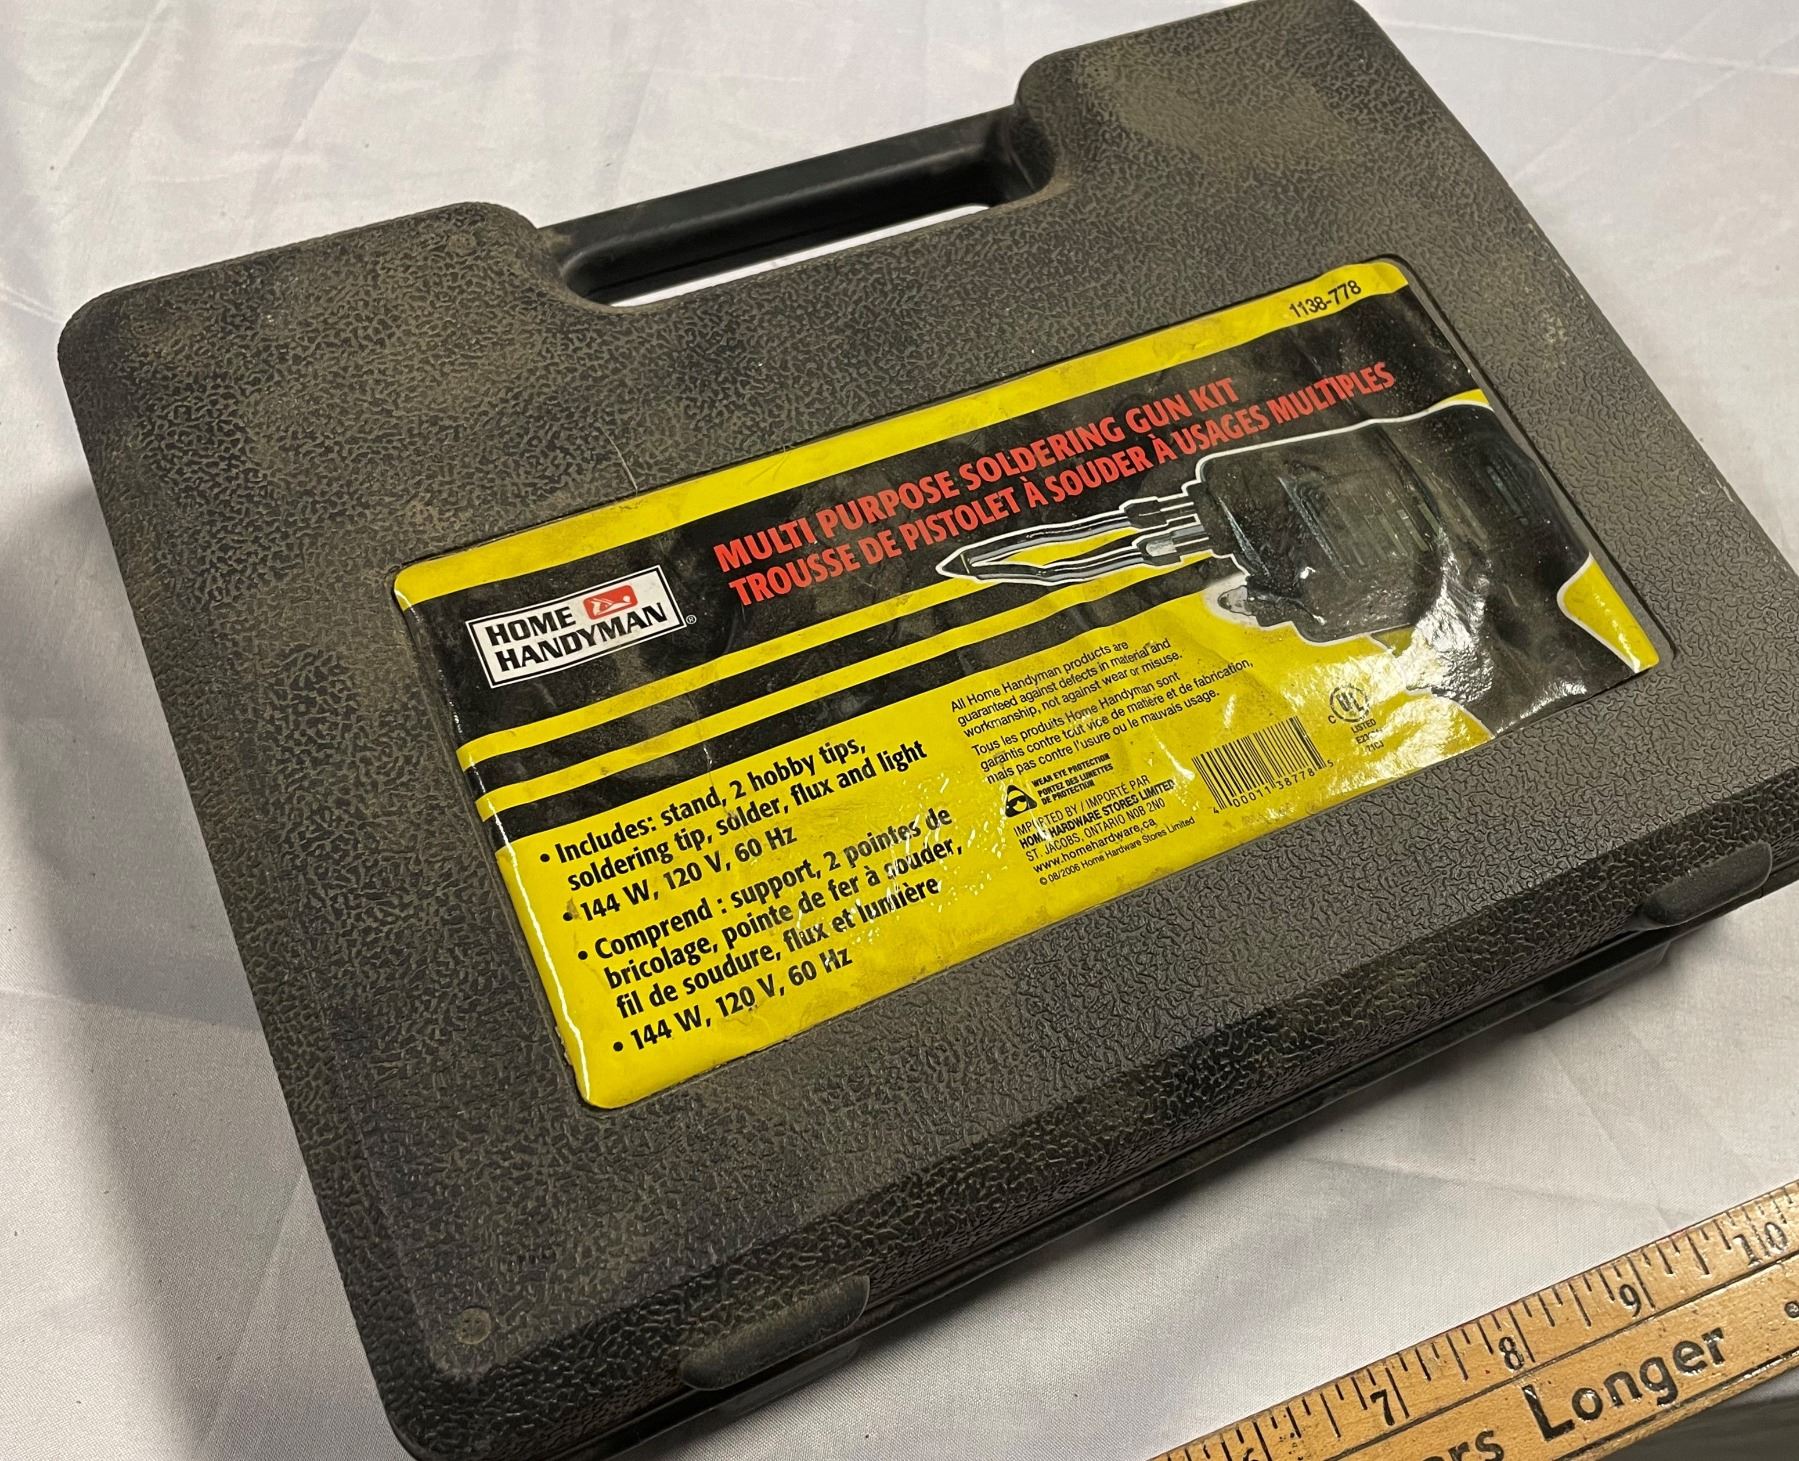 1138-778
MULTI PURPOSE SOLDERING GUN KIT
TROUSSE DE PISTOLET À SOUDER À USAGES MULTIPLES
HOME
HANDYMAN®
• Includes: stand, 2 hobby tips,
soldering tip, solder, flux and light
• 144 W, 120 V, 60 Hz
• Comprend : support, 2 pointes de
bricolage, pointe de fer à souder,
fil de soudure, flux et lumière
• 144 W, 120 V, 60 Hz
All Home Handyman products are
guaranteed against defects in material and
workmanship, not against wear or misuse.
Tous les produits Home Handyman sont
garantis contre tout vice de matière et de fabrication,
mais pas contre l'usure ou le mauvais usage.
WEAR EYE PROTECTION
PORTEZ DES LUNETTES
DE PROTECTION
IMPORTED BY / IMPORTÉ PAR
HOME HARDWARE STORES LIMITED
ST. JACOBS, ONTARIO N0B 2N0
www.homehardware.ca
© 08/2006 Home Hardware Stores Limited
4 00011 38778 5
C UL
LISTED
7 8 9 10
ers Longer